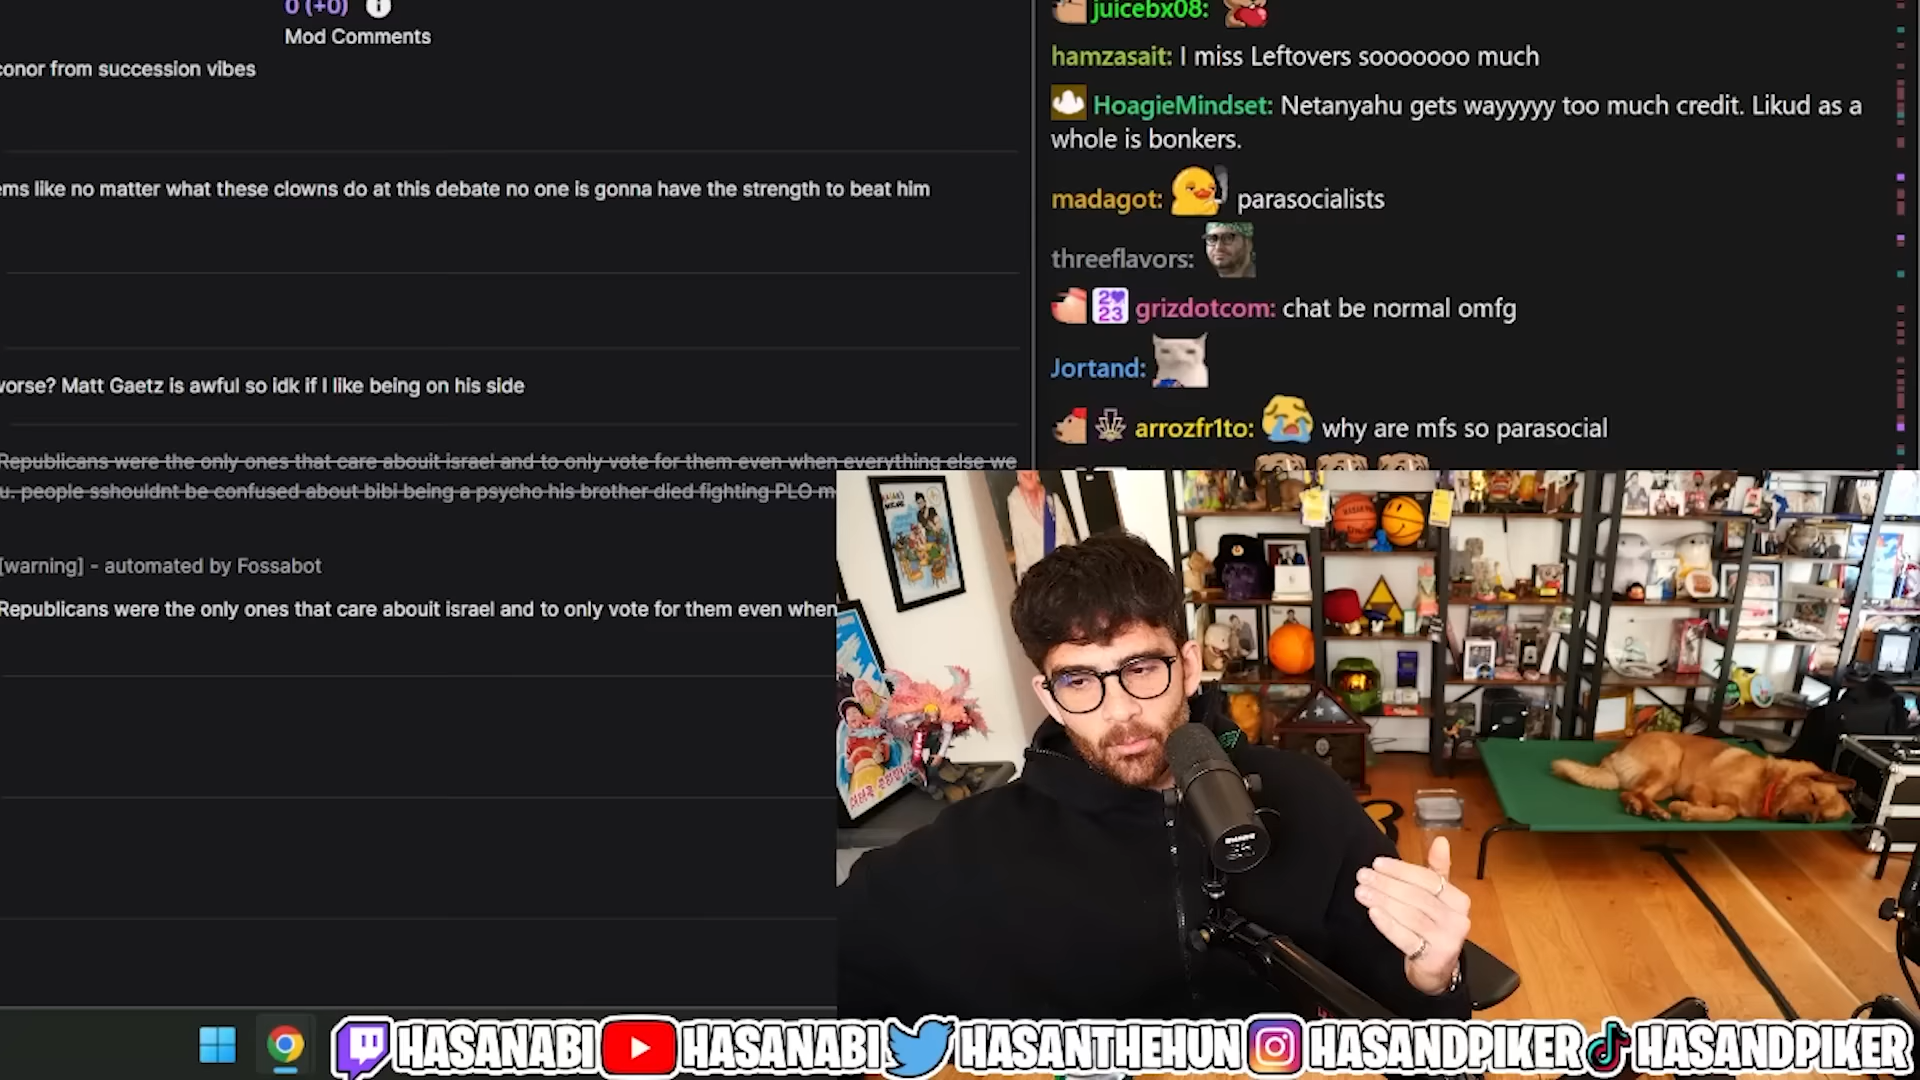 0 (+0)
Mod Comments
conor from succession vibes
ems like no matter what these clowns do at this debate no one is gonna have the strength to beat him
vorse? Matt Gaetz is awful so idk if I like being on his side
Republicans were the only ones that care abouit israel and to only vote for them even when everything else we
u. people sshouldnt be confused about bibi being a psycho his brother died fighting PLO m
[warning] - automated by Fossabot
Republicans were the only ones that care abouit israel and to only vote for them even when
juicebx08:
hamzasait: I miss Leftovers sooooooo much
HoagieMindset: Netanyahu gets wayyyyy too much credit. Likud as a
whole is bonkers.
madagot: parasocialists
threeflavors:
2 23 grizdotcom: chat be normal omfg
Jortand:
arrozfr1to: why are mfs so parasocial
HASANABI HASANABI HASANTHEHUN HASANDPIKER HASANDPIKER